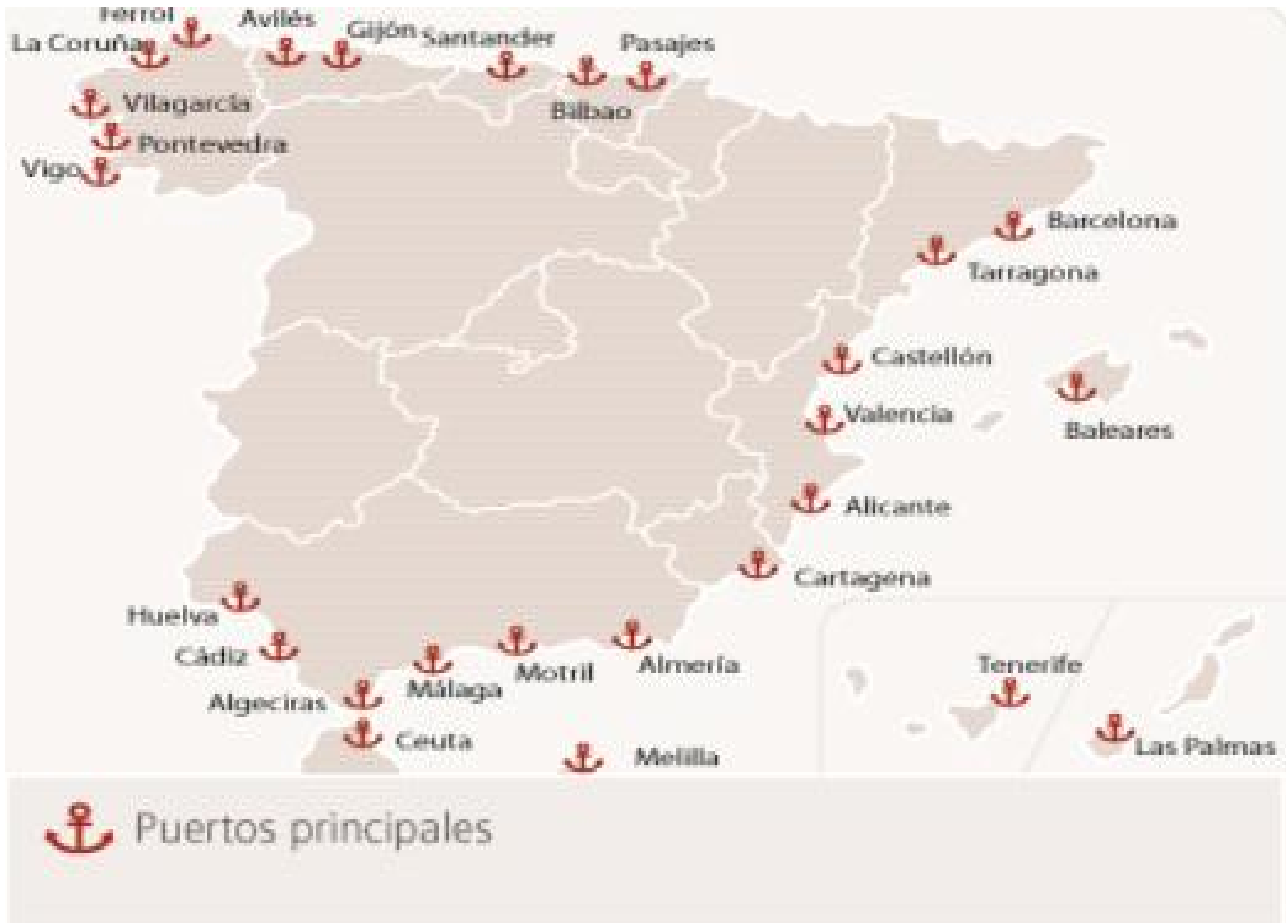 Ferrol
Avilés
Gijón
Santander
Pasajes
La Coruña
Bilbao
Vilagarcía
Pontevedra
Vigo
Barcelona
Tarragona
Castellón
Valencia
Baleares
Alicante
Cartagena
Huelva
Cádiz
Almería
Motril
Málaga
Algeciras
Ceuta
Melilla
Tenerife
Las Palmas
Puertos principales